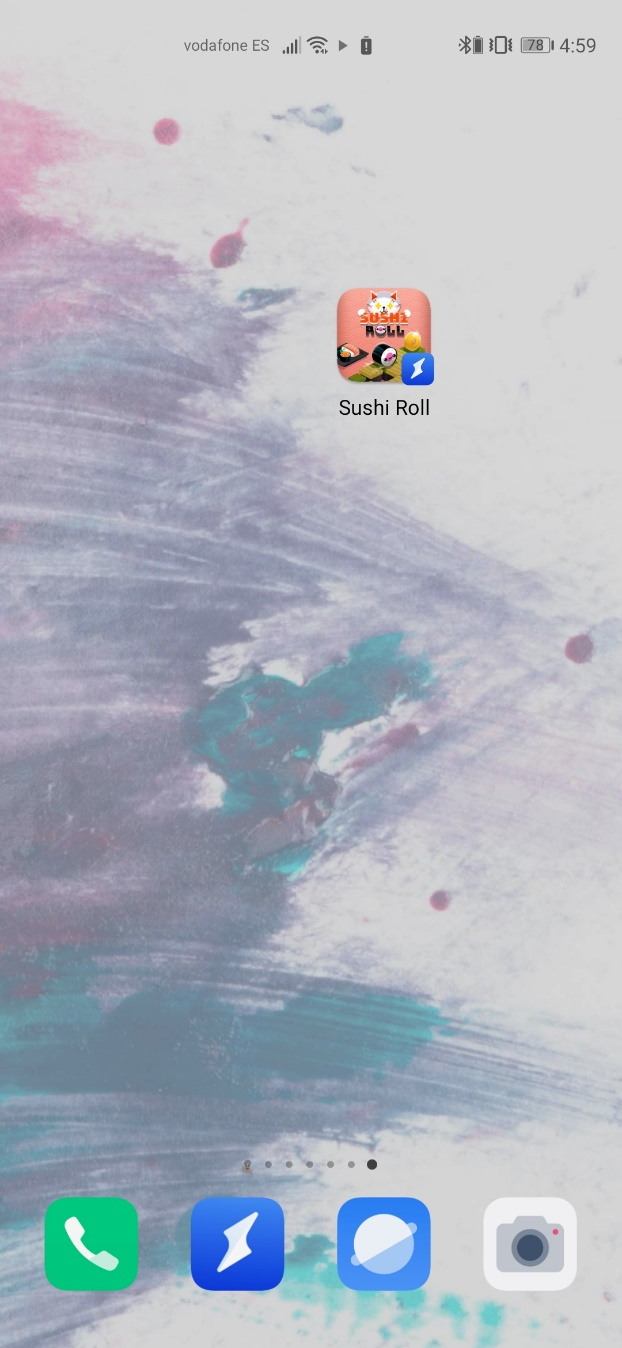 vodafone ES
78 4:59
SUSHI
ROLL
Sushi Roll